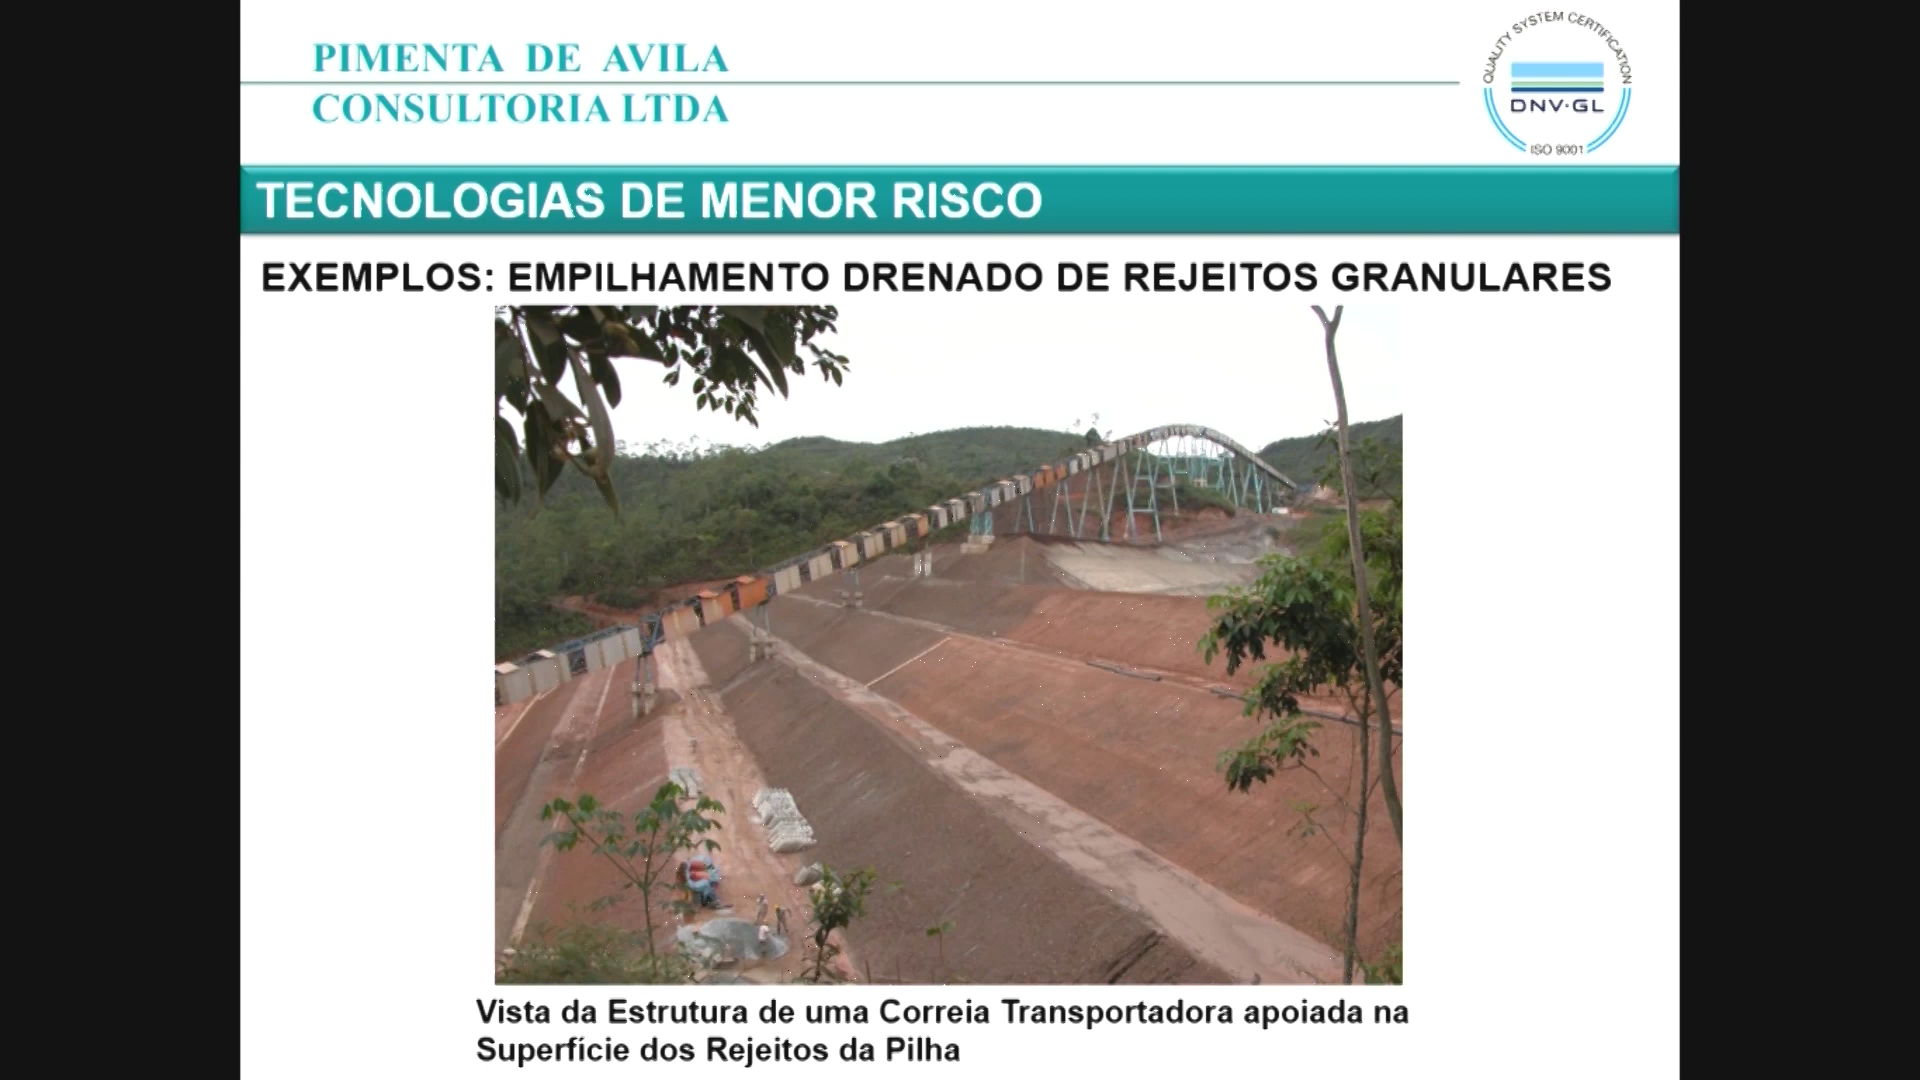 PIMENTA DE AVILA
CONSULTORIA LTDA
QUALITY SYSTEM CERTIFICATION
DNV·GL
ISO 9001
TECNOLOGIAS DE MENOR RISCO
EXEMPLOS: EMPILHAMENTO DRENADO DE REJEITOS GRANULARES
Vista da Estrutura de uma Correia Transportadora apoiada na
Superfície dos Rejeitos da Pilha